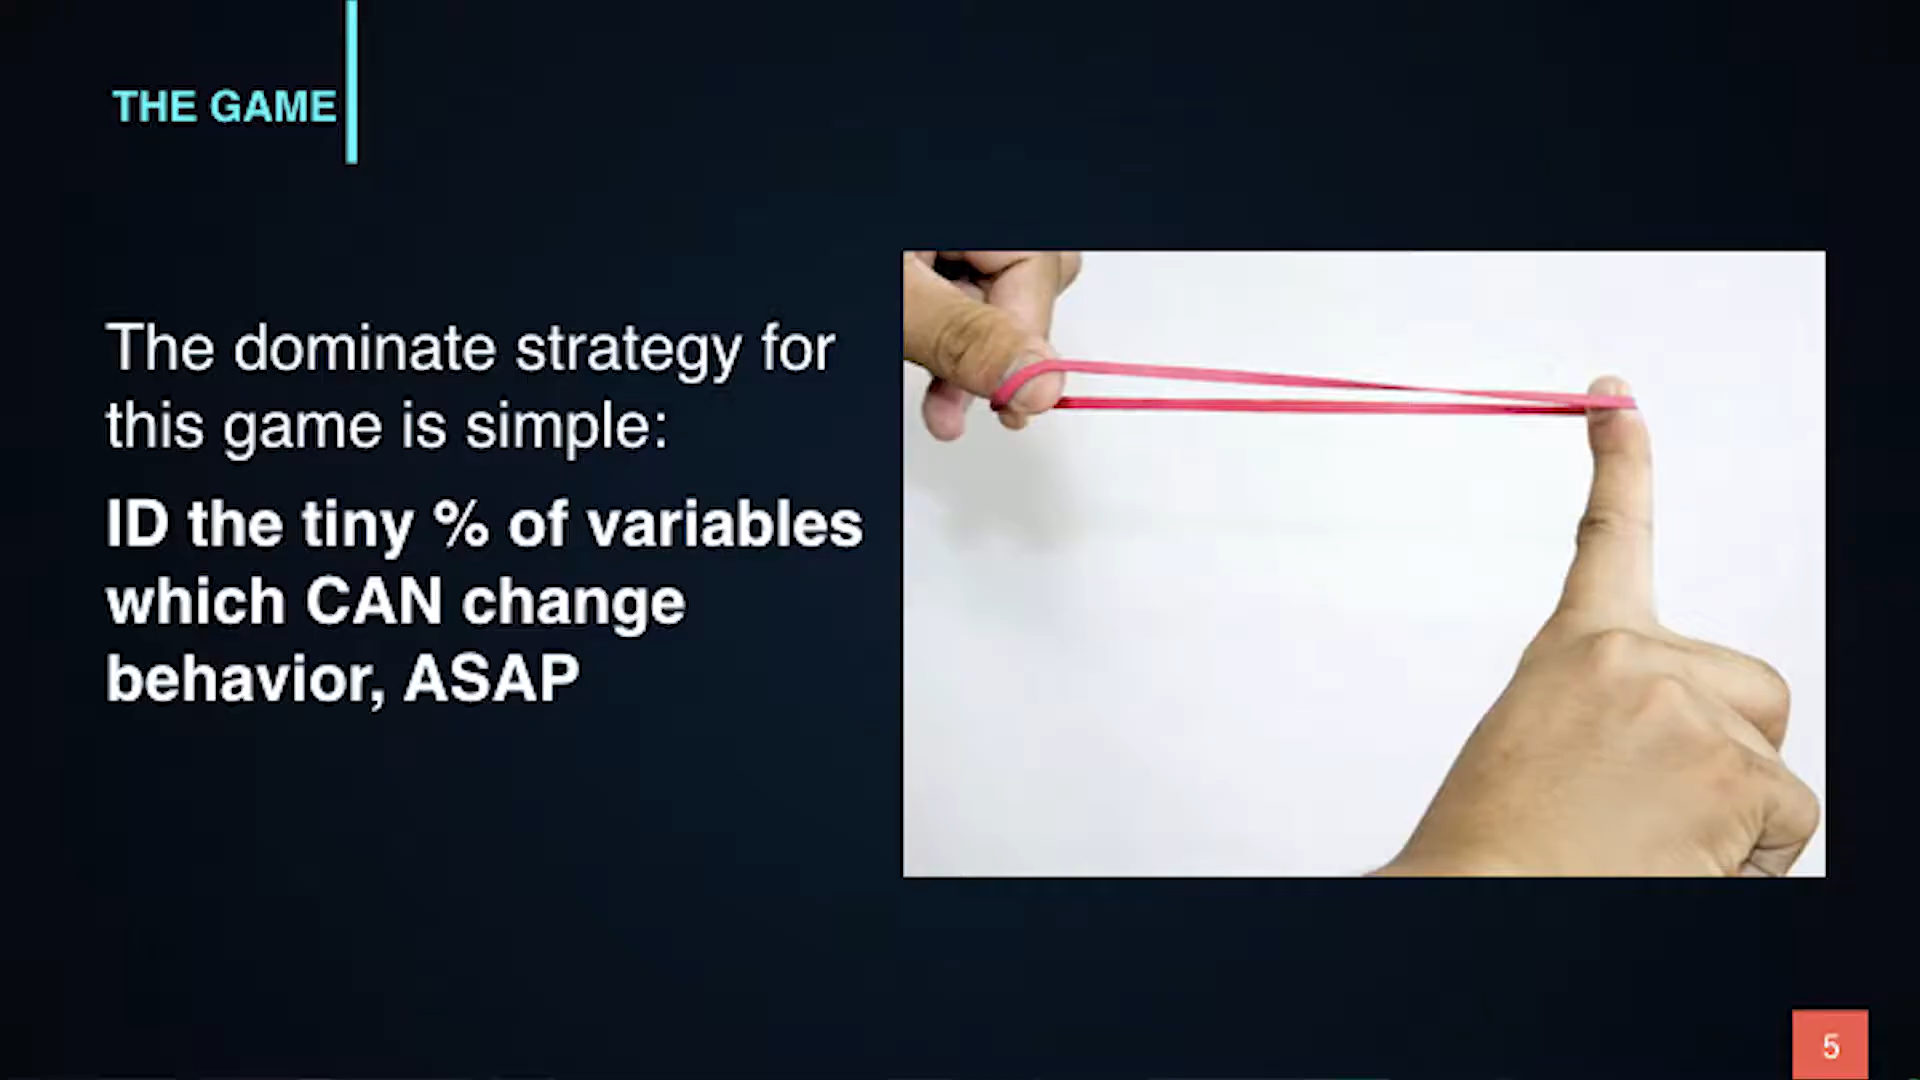 THE GAME
The dominate strategy for
this game is simple:
ID the tiny % of variables
which CAN change
behavior, ASAP
5